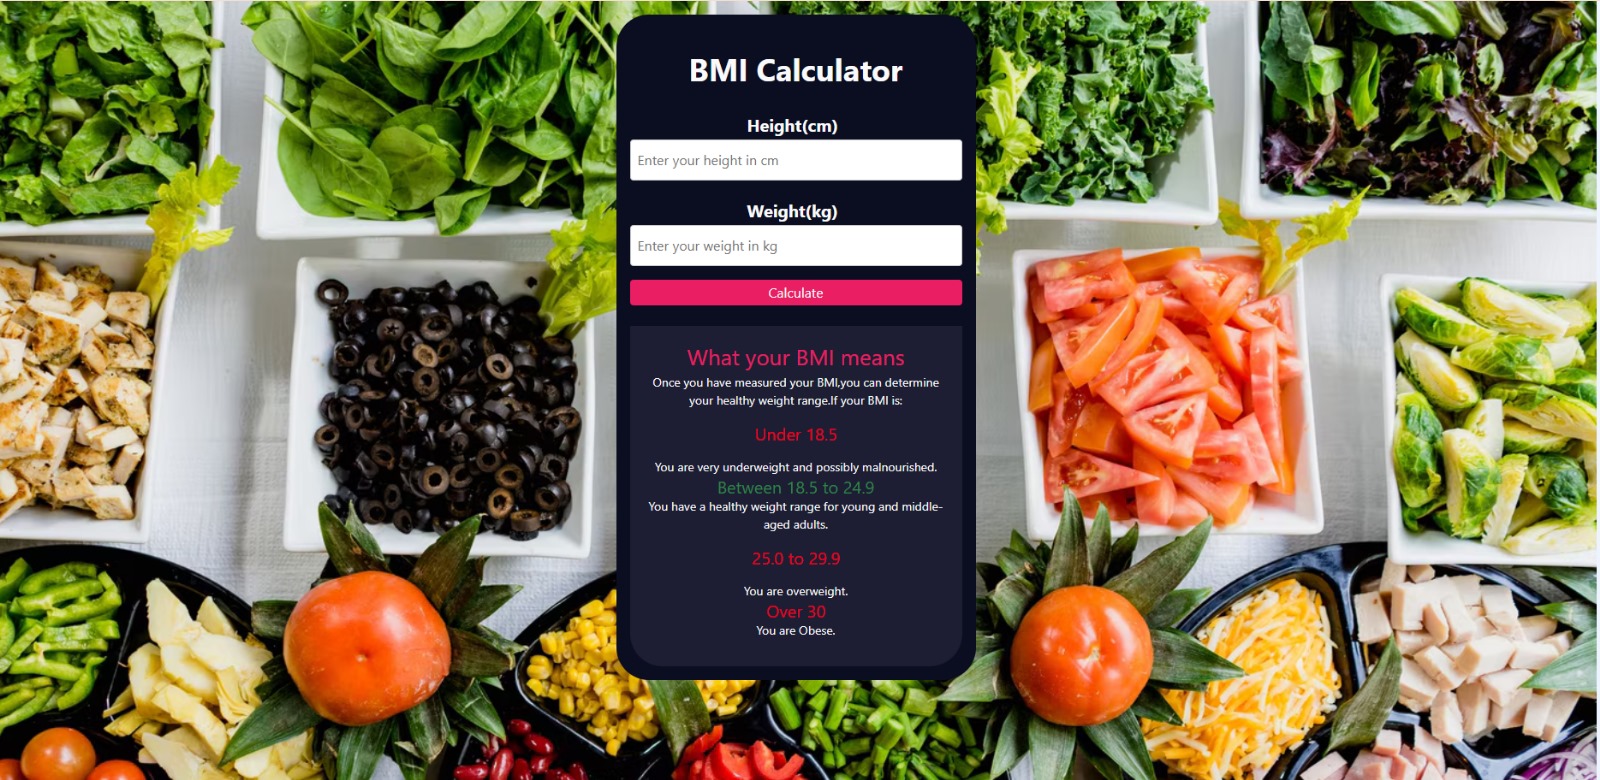 BMI Calculator
Height(cm)
Enter your height in cm
Weight(kg)
Enter your weight in kg
Calculate
What your BMI means
Once you have measured your BMI,you can determine
your healthy weight range.If your BMI is:
Under 18.5
You are very underweight and possibly malnourished.
Between 18.5 to 24.9
You have a healthy weight range for young and middle-
aged adults.
25.0 to 29.9
You are overweight.
Over 30
You are Obese.